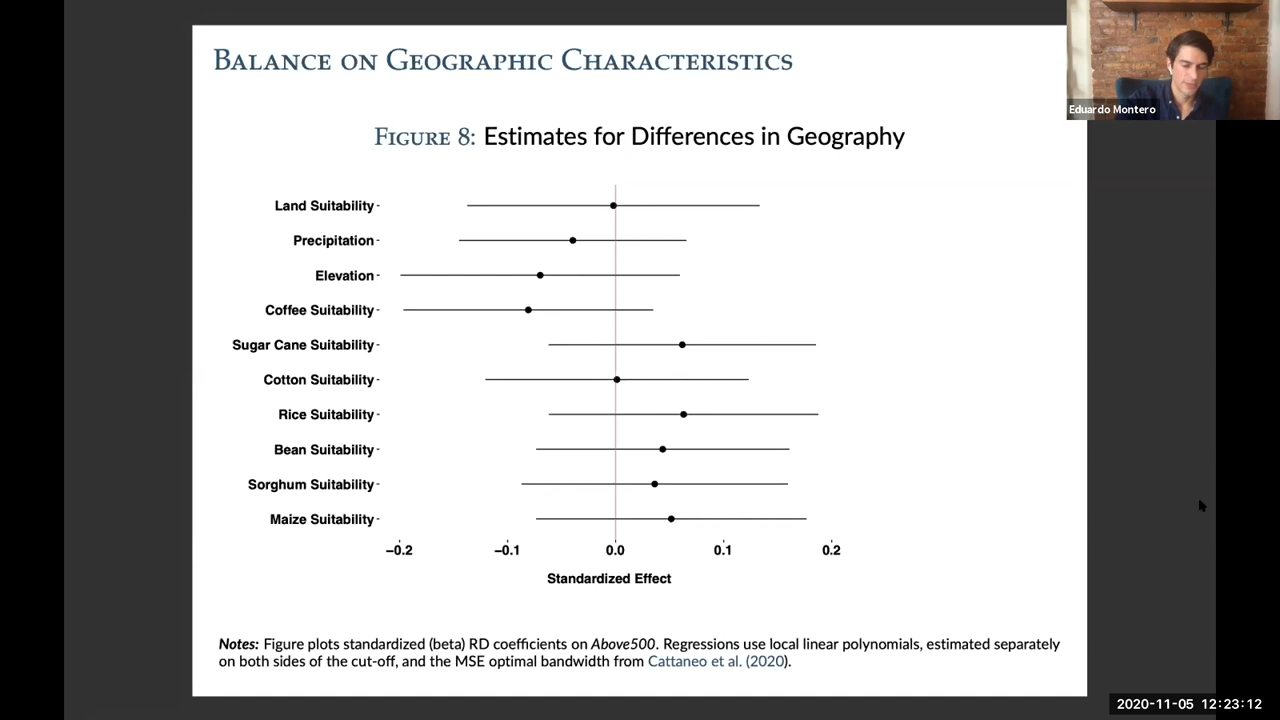 BALANCE ON GEOGRAPHIC CHARACTERISTICS
Eduardo Montero
FIGURE 8: Estimates for Differences in Geography
Land Suitability
Precipitation
Elevation
Coffee Suitability
Sugar Cane Suitability
Cotton Suitability
Rice Suitability
Bean Suitability
Sorghum Suitability
Maize Suitability
−0.2 −0.1 0.0 0.1 0.2
Standardized Effect
Notes: Figure plots standardized (beta) RD coefficients on Above500. Regressions use local linear polynomials, estimated separately
on both sides of the cut-off, and the MSE optimal bandwidth from Cattaneo et al. (2020).
2020-11-05 12:23:12